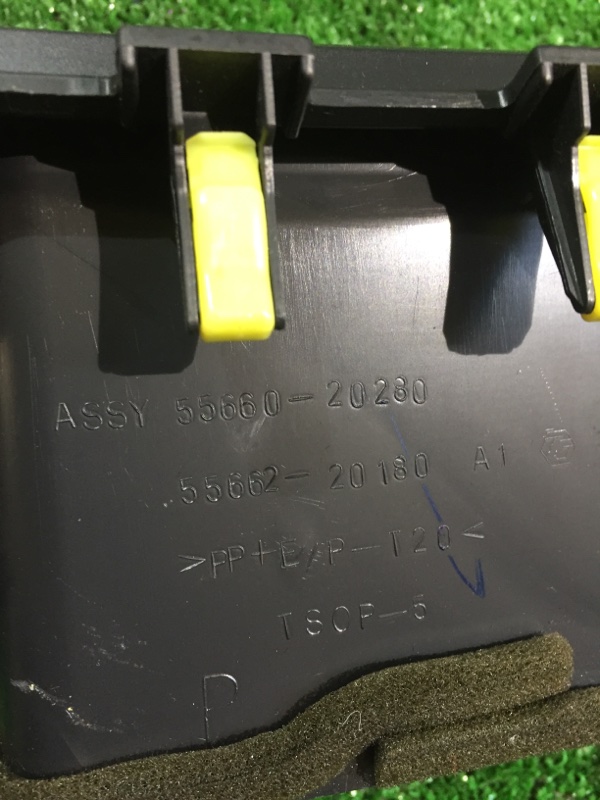 ASSY 55660-20280
55662-20180 A1
>PP+E/P-T20<
TSOP-5
P